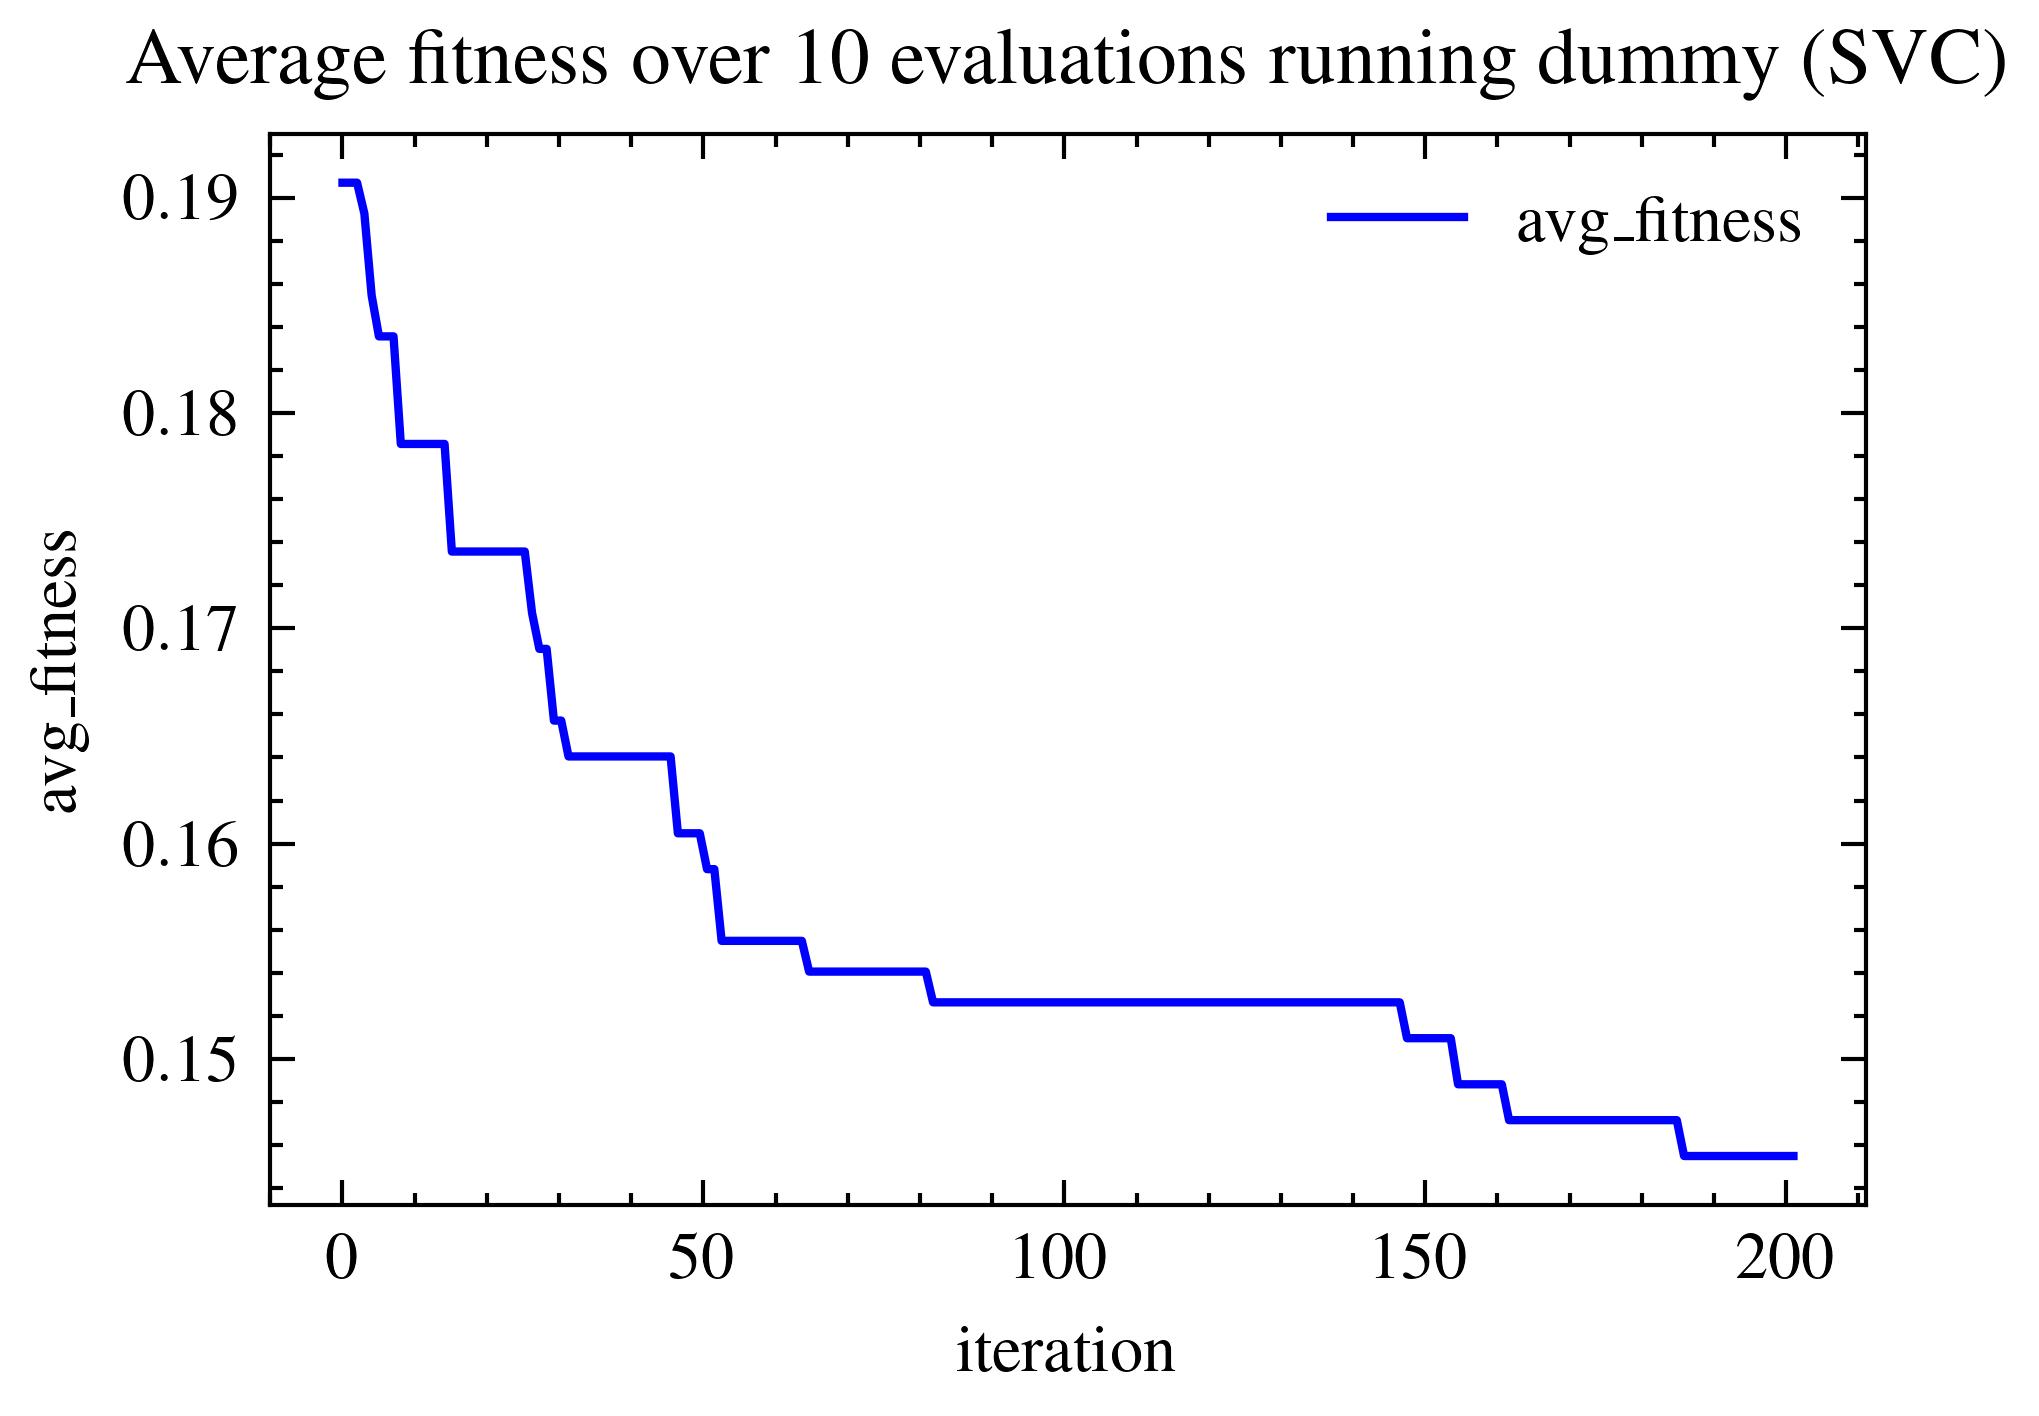 Average fitness over 10 evaluations running dummy (SVC)
avg_fitness
0.19
0.18
0.17
0.16
0.15
avg_fitness
0 50 100 150 200
iteration